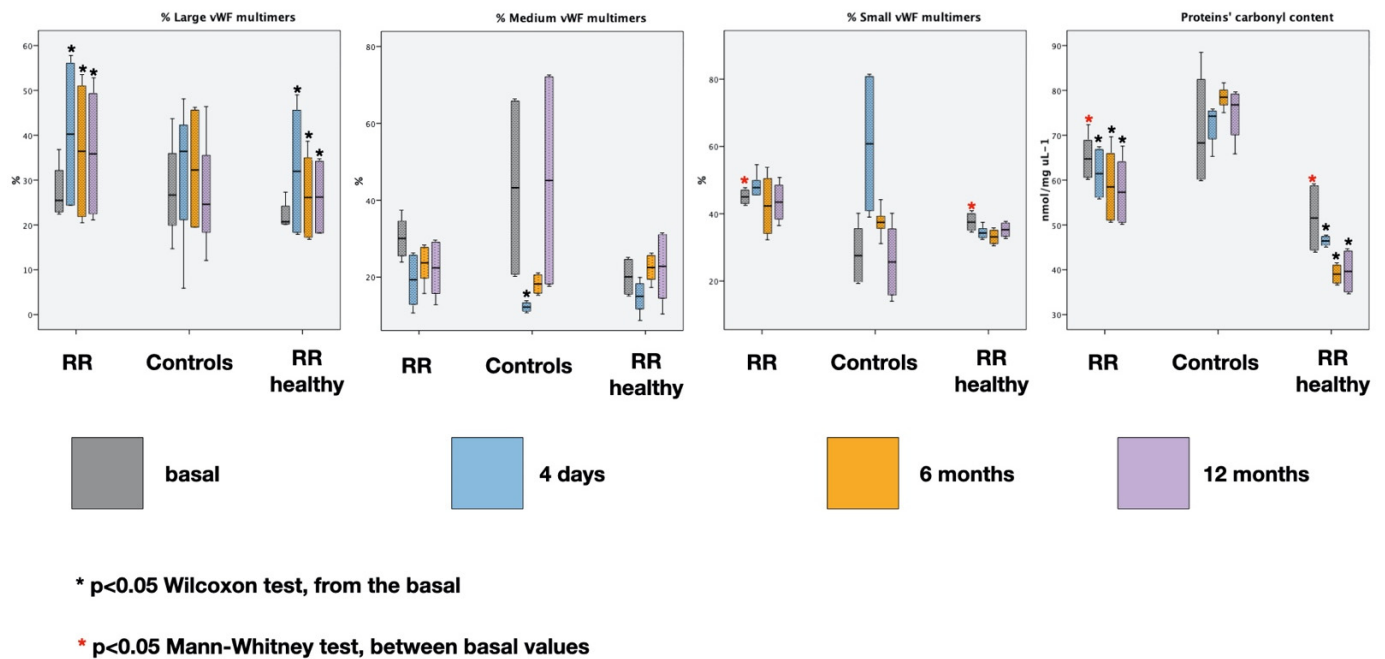 % Large vWF multimers
60
50
40
30
20
10
0
%
*
*
*
*
*
*
RR
Controls
RR
healthy
% Medium vWF multimers
80
60
40
20
%
*
RR
Controls
RR
healthy
% Small vWF multimers
80
60
40
20
%
*
*
RR
Controls
RR
healthy
Proteins' carbonyl content
90
80
70
60
50
40
30
nmol/mg uL-1
*
*
*
*
*
*
*
*
RR
Controls
RR
healthy
basal
4 days
6 months
12 months
* p<0.05 Wilcoxon test, from the basal
* p<0.05 Mann-Whitney test, between basal values